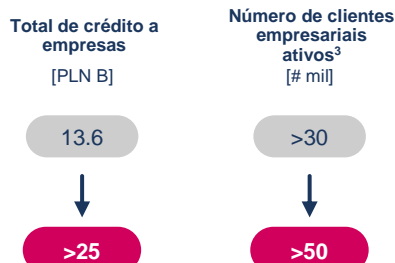 Total de crédito a
empresas
[PLN B]
13.6
>25
Número de clientes
empresariais
ativos³
[# mil]
>30
>50